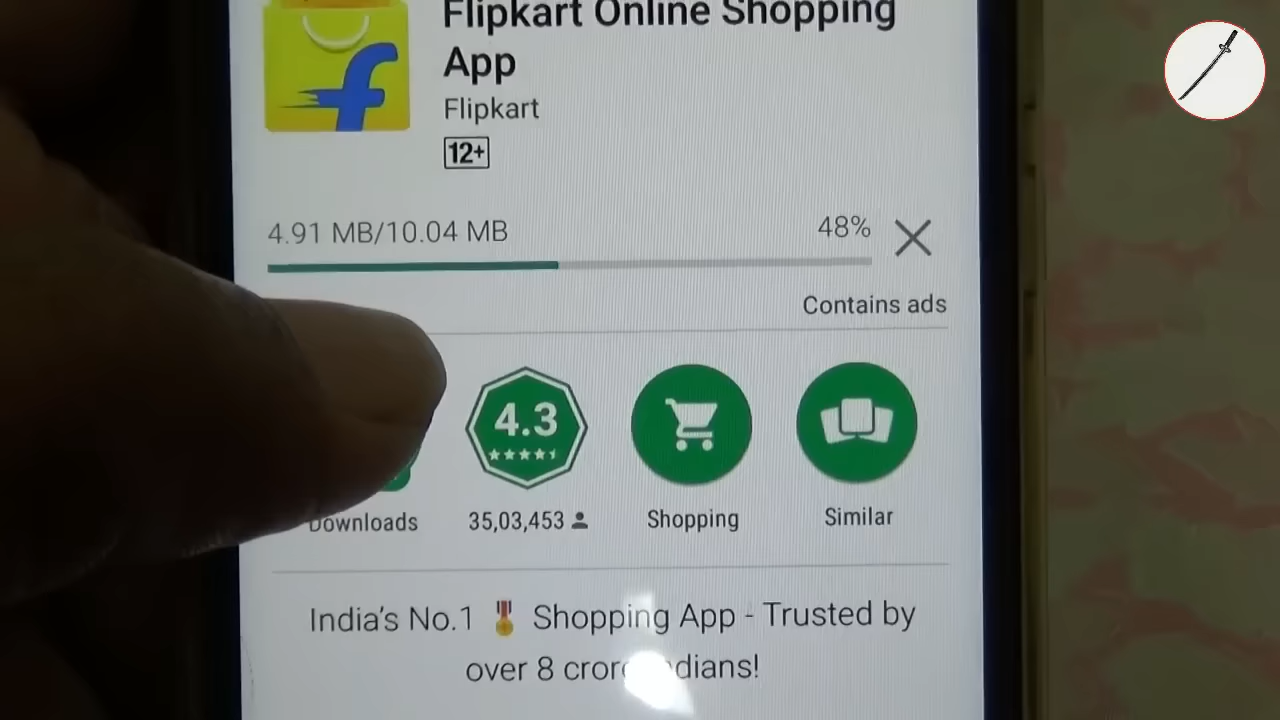 Flipkart Online Shopping
App
Flipkart
12+
4.91 MB/10.04 MB 48%
Contains ads
4.3
Downloads 35,03,453 Shopping Similar
India's No.1 🎖 Shopping App - Trusted by
over 8 crore Indians!